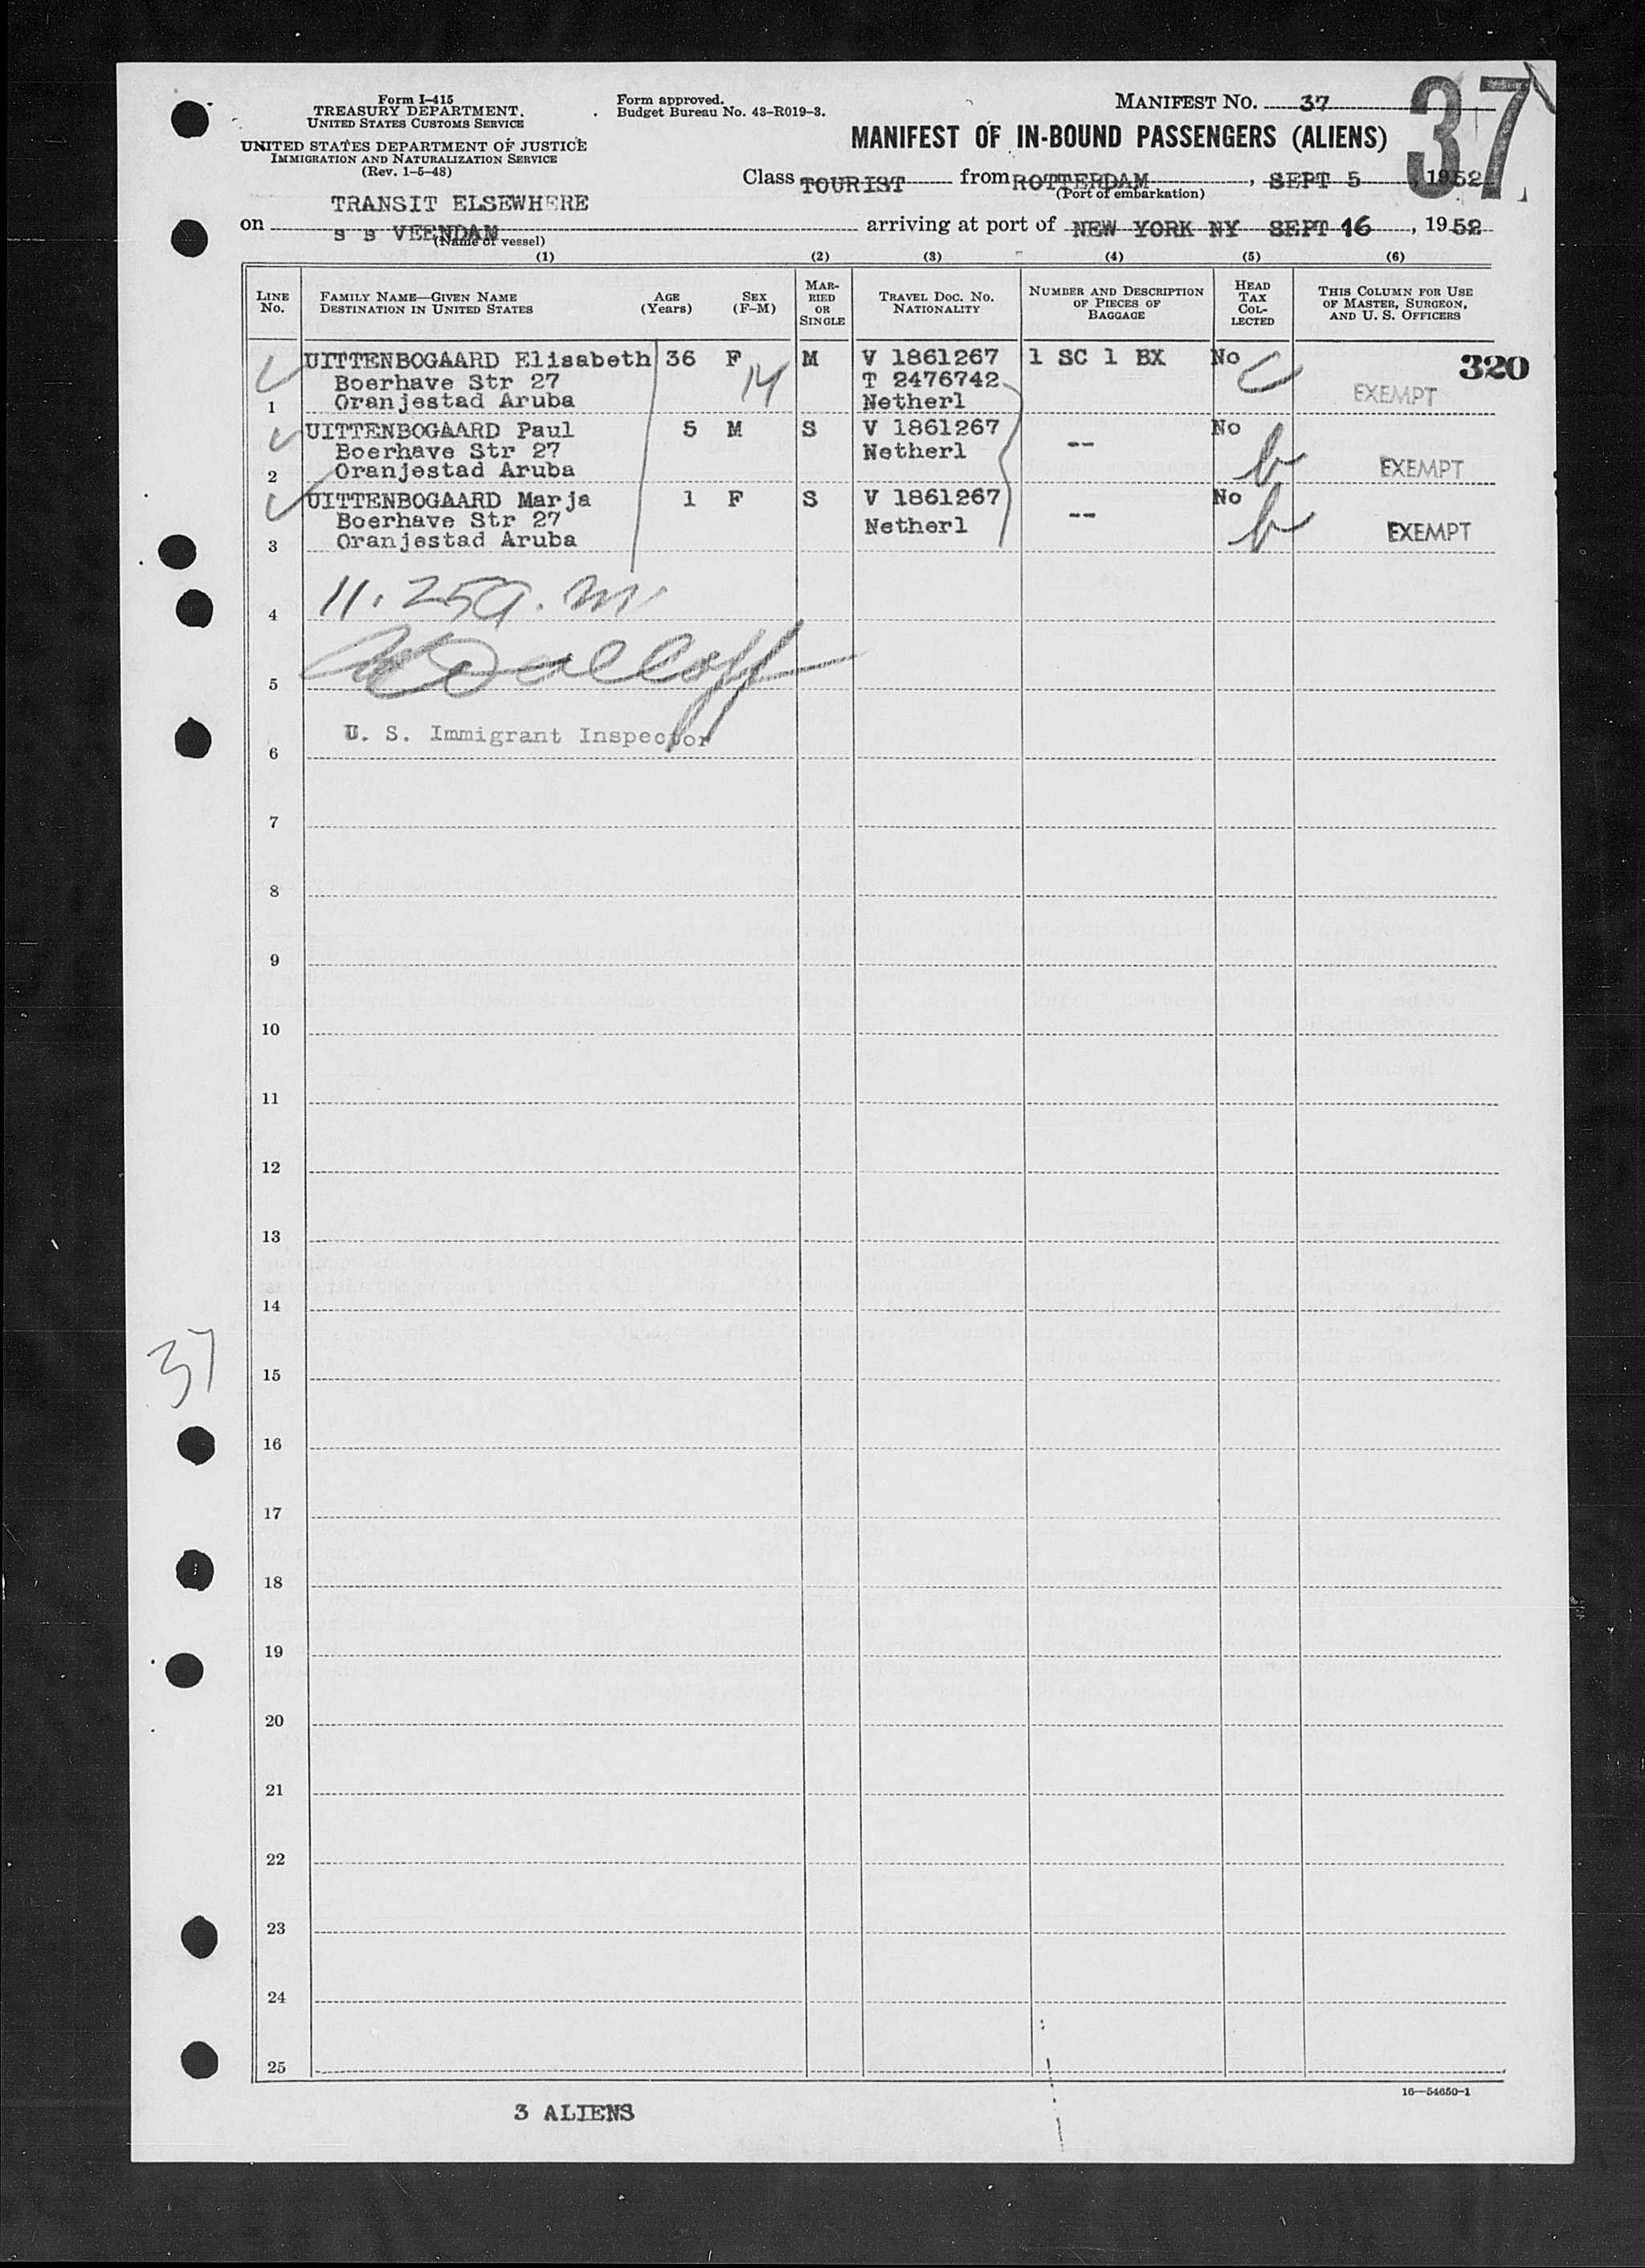 Form I-415
TREASURY DEPARTMENT.
UNITED STATES CUSTOMS SERVICE
UNITED STATES DEPARTMENT OF JUSTICE
IMMIGRATION AND NATURALIZATION SERVICE
(Rev. 1-5-48)
Form approved.
Budget Bureau No. 43-R019-3.
MANIFEST NO. 37
37
MANIFEST OF IN-BOUND PASSENGERS (ALIENS)
Class TOURIST from ROTTERDAM, SEPT 5, 1952
(Port of embarkation)
TRANSIT ELSEWHERE
on s s VEENDAM arriving at port of NEW YORK NY SEPT 16, 1952
(Name of vessel)
(1) (2) (3) (4) (5) (6)
LINE No. FAMILY NAME—GIVEN NAME DESTINATION IN UNITED STATES AGE (Years) SEX (F-M) MARRIED OR SINGLE TRAVEL DOC. NO. NATIONALITY NUMBER AND DESCRIPTION OF PIECES OF BAGGAGE HEAD TAX COLLECTED THIS COLUMN FOR USE OF MASTER, SURGEON, AND U. S. OFFICERS
UITTENBOGAARD Elisabeth 36 F M V 1861267 1 SC 1 BX No 320
Boerhave Str 27 14 T 2476742 EXEMPT
1 Oranjestad Aruba Netherl
UITTENBOGAARD Paul 5 M S V 1861267 -- No
Boerhave Str 27 Netherl
2 Oranjestad Aruba b EXEMPT
UITTENBOGAARD Marja 1 F S V 1861267 -- No
Boerhave Str 27 Netherl
3 Oranjestad Aruba b EXEMPT
11.25 a.m.
4
5
U. S. Immigrant Inspector
6
7
8
9
10
11
12
13
14
37
15
16
17
18
19
20
21
22
23
24
25
16—54650-1
3 ALIENS